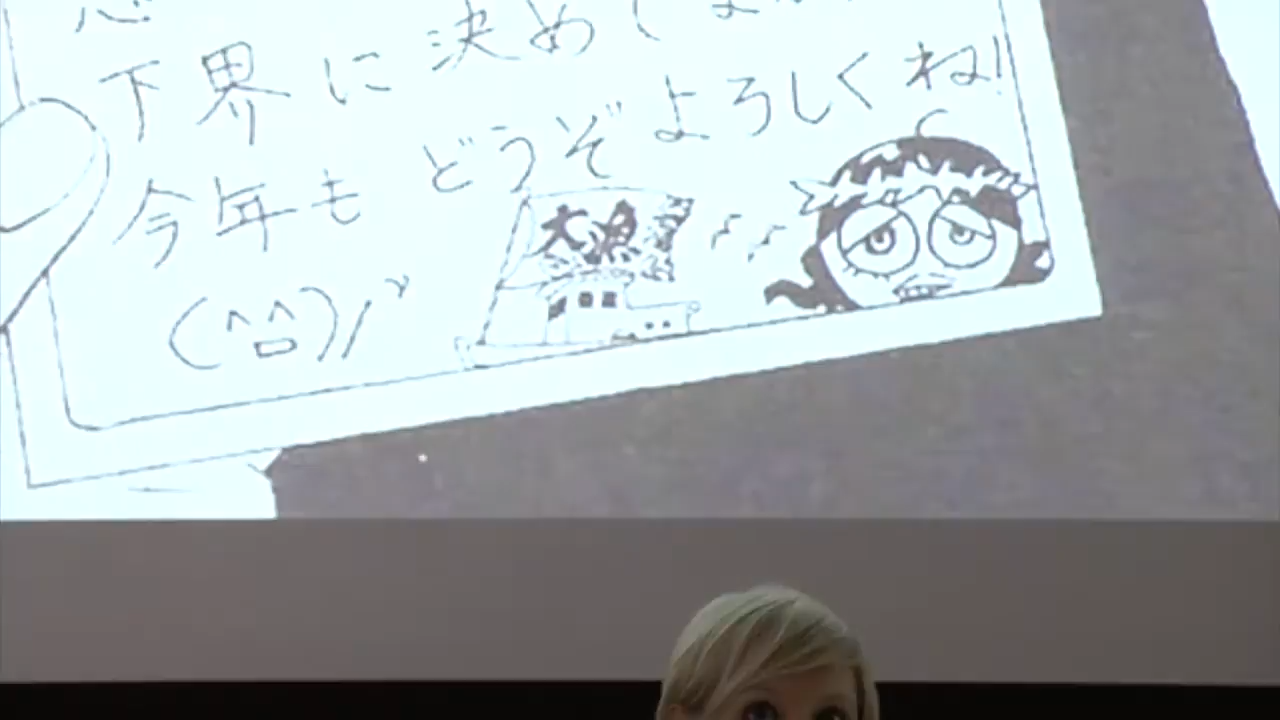 下界に決めし
今年もどうぞよろしくね!
(^ロ^)/
大漁